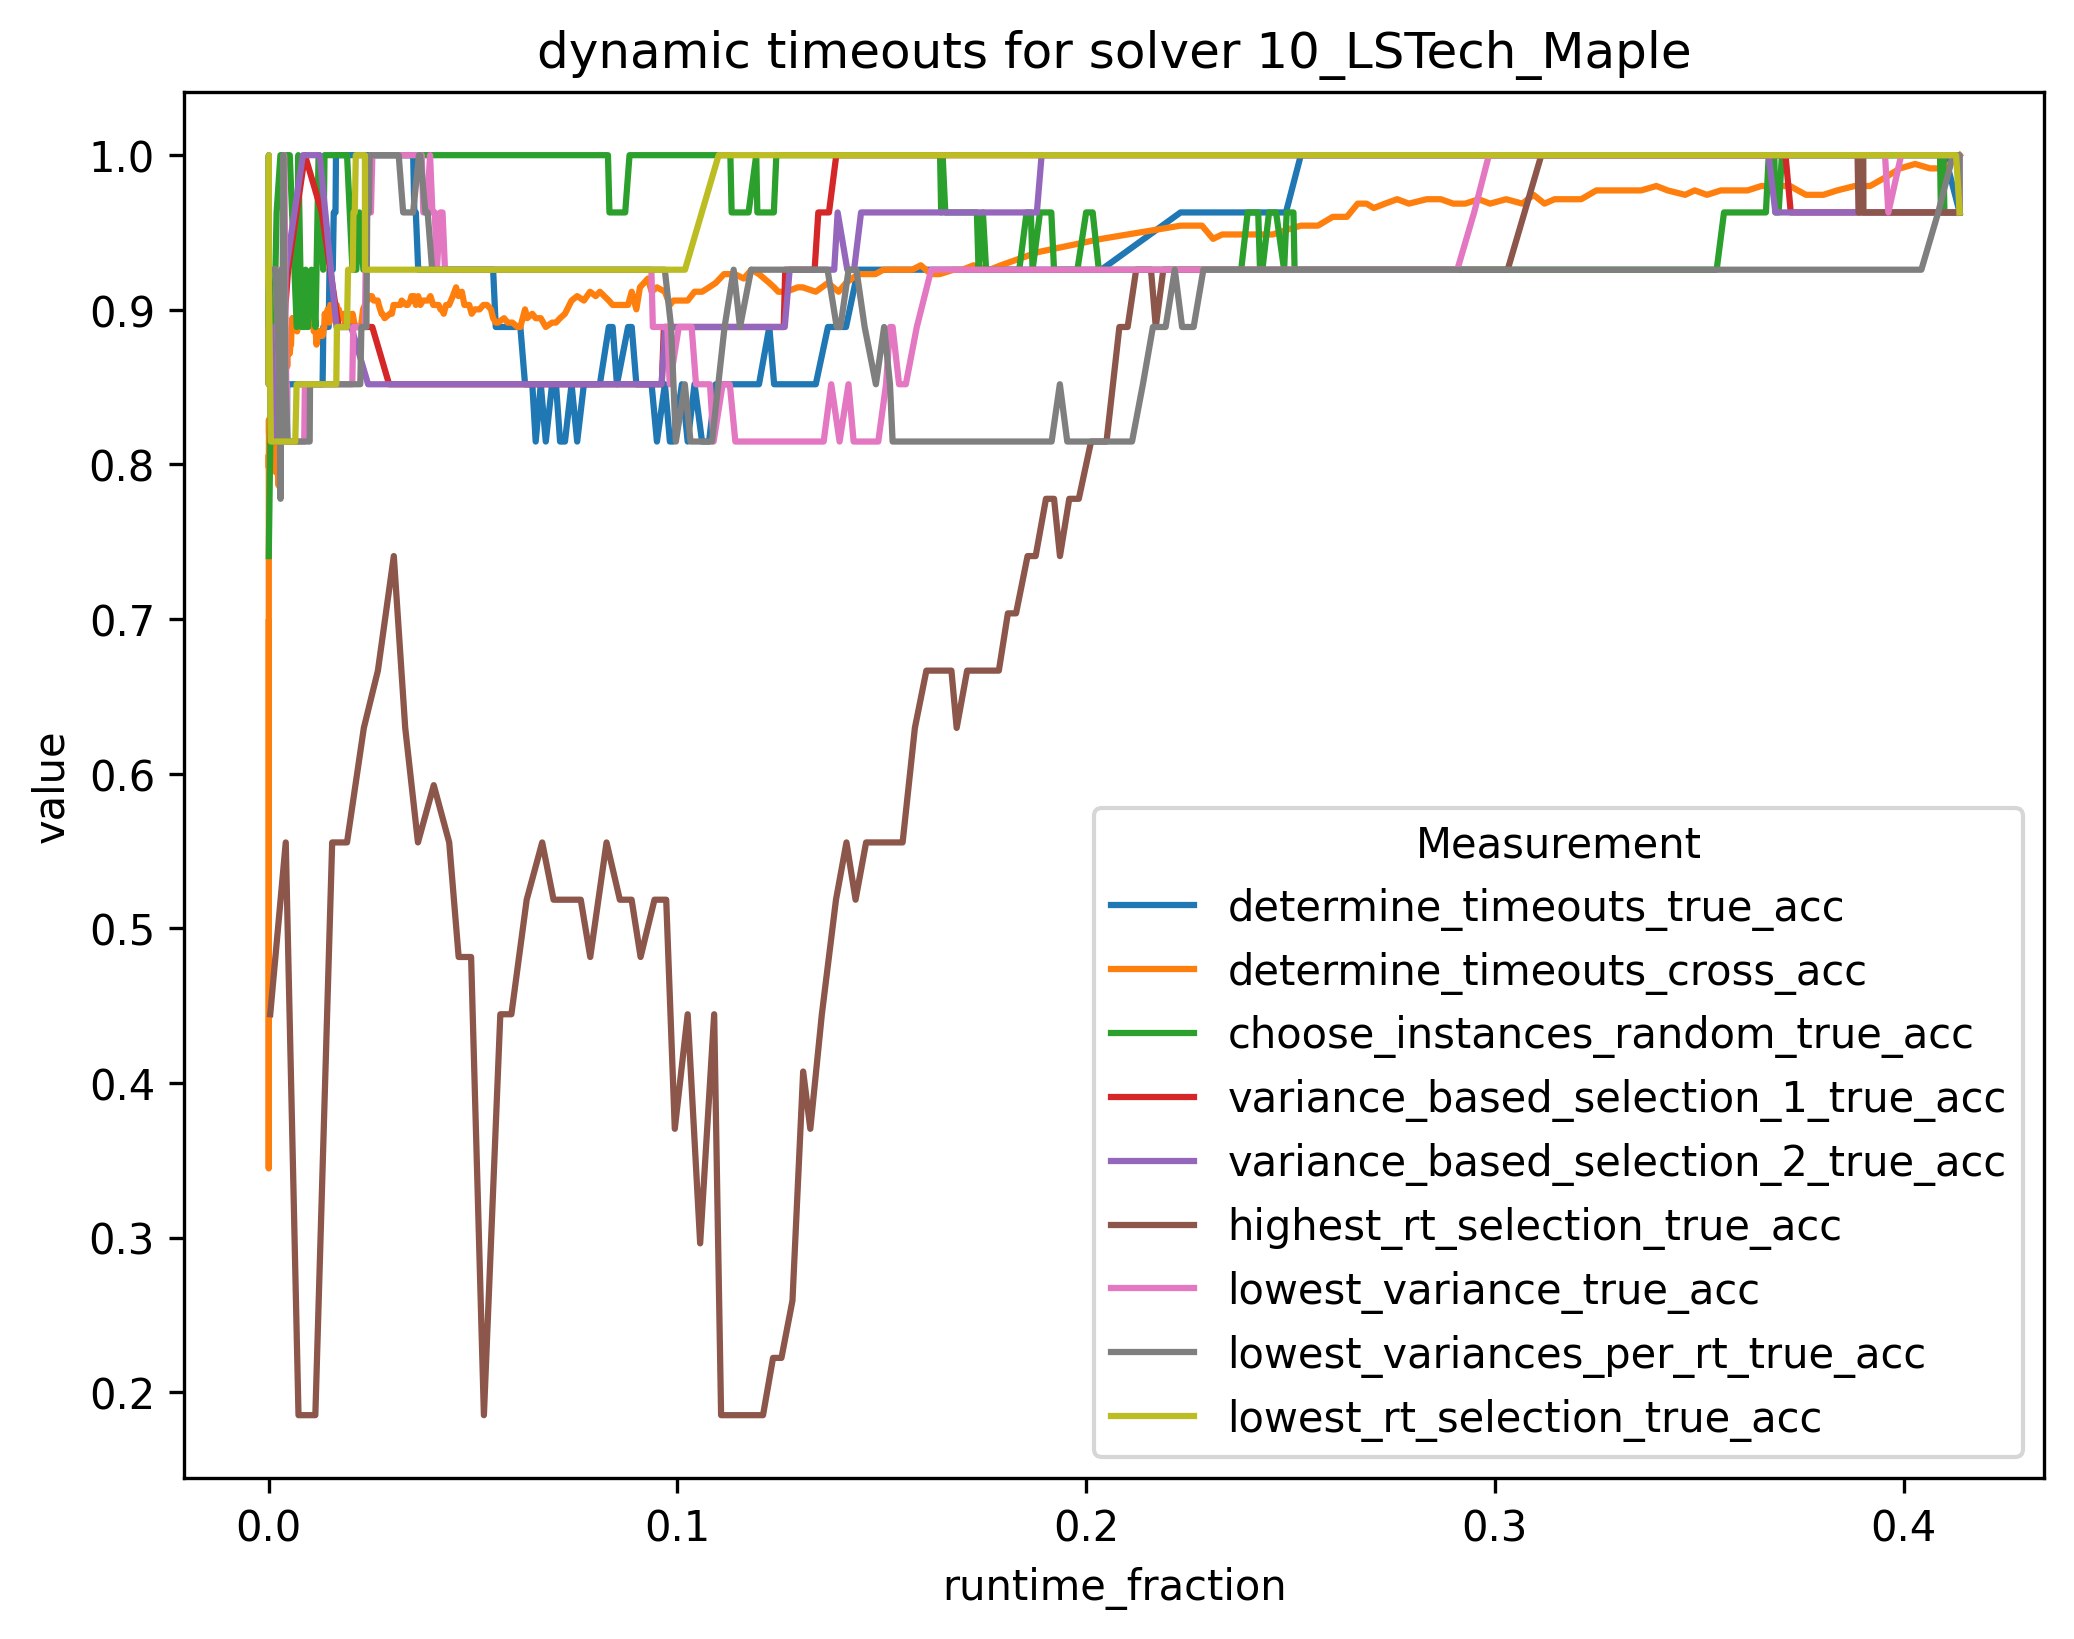 dynamic timeouts for solver 10_LSTech_Maple
1.0
0.9
0.8
0.7
0.6
0.5
0.4
0.3
0.2
value
Measurement
determine_timeouts_true_acc
determine_timeouts_cross_acc
choose_instances_random_true_acc
variance_based_selection_1_true_acc
variance_based_selection_2_true_acc
highest_rt_selection_true_acc
lowest_variance_true_acc
lowest_variances_per_rt_true_acc
lowest_rt_selection_true_acc
0.0 0.1 0.2 0.3 0.4
runtime_fraction